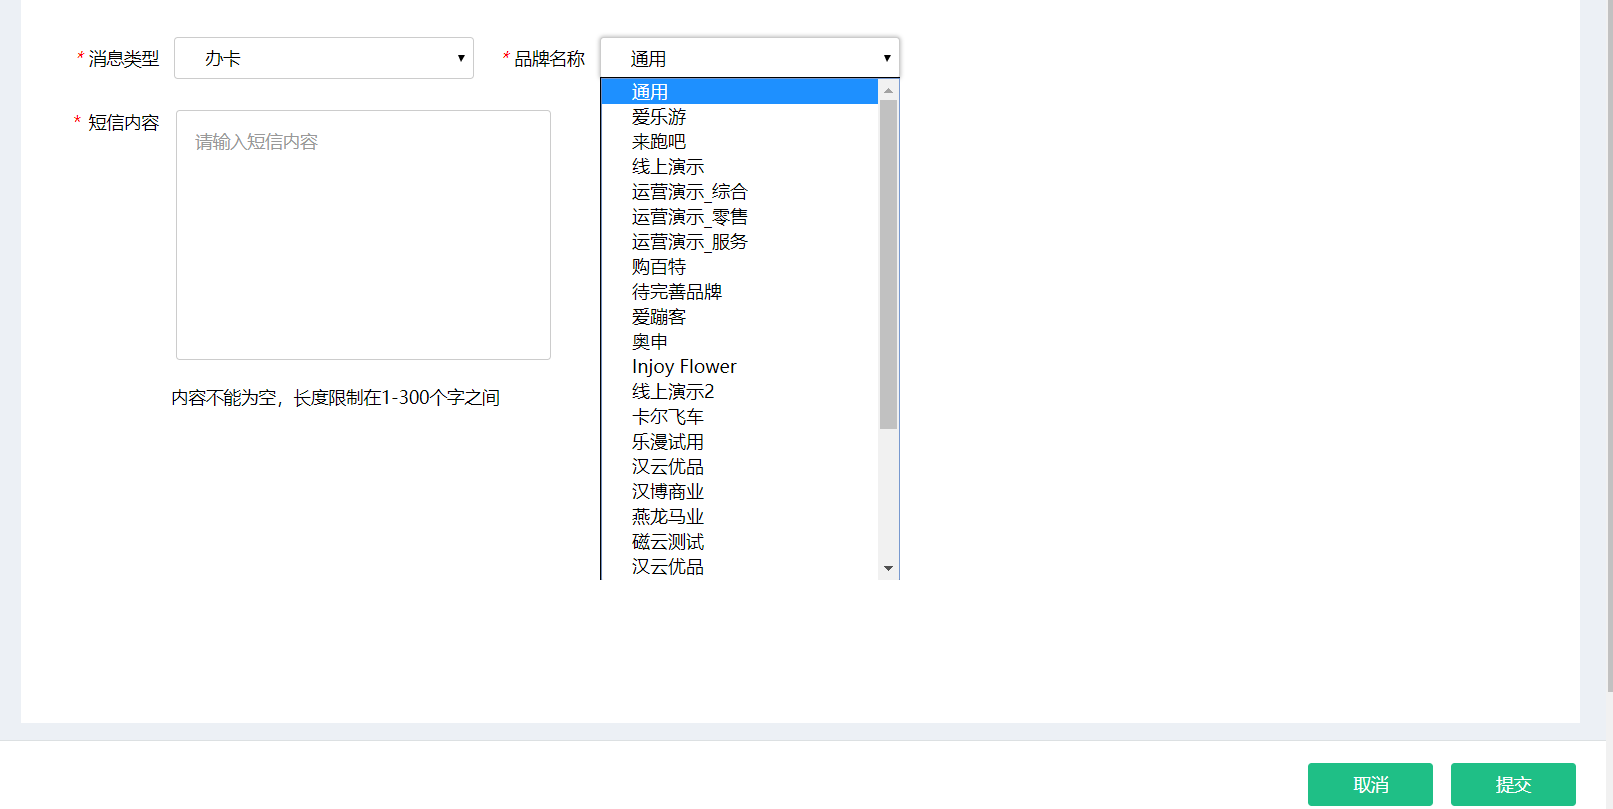 * 消息类型 办卡 * 品牌名称 通用
* 短信内容
请输入短信内容
内容不能为空，长度限制在1-300个字之间
通用
爱乐游
来跑吧
线上演示
运营演示_综合
运营演示_零售
运营演示_服务
购百特
待完善品牌
爱蹦客
奥申
Injoy Flower
线上演示2
卡尔飞车
乐漫试用
汉云优品
汉博商业
燕龙马业
磁云测试
汉云优品
取消 提交